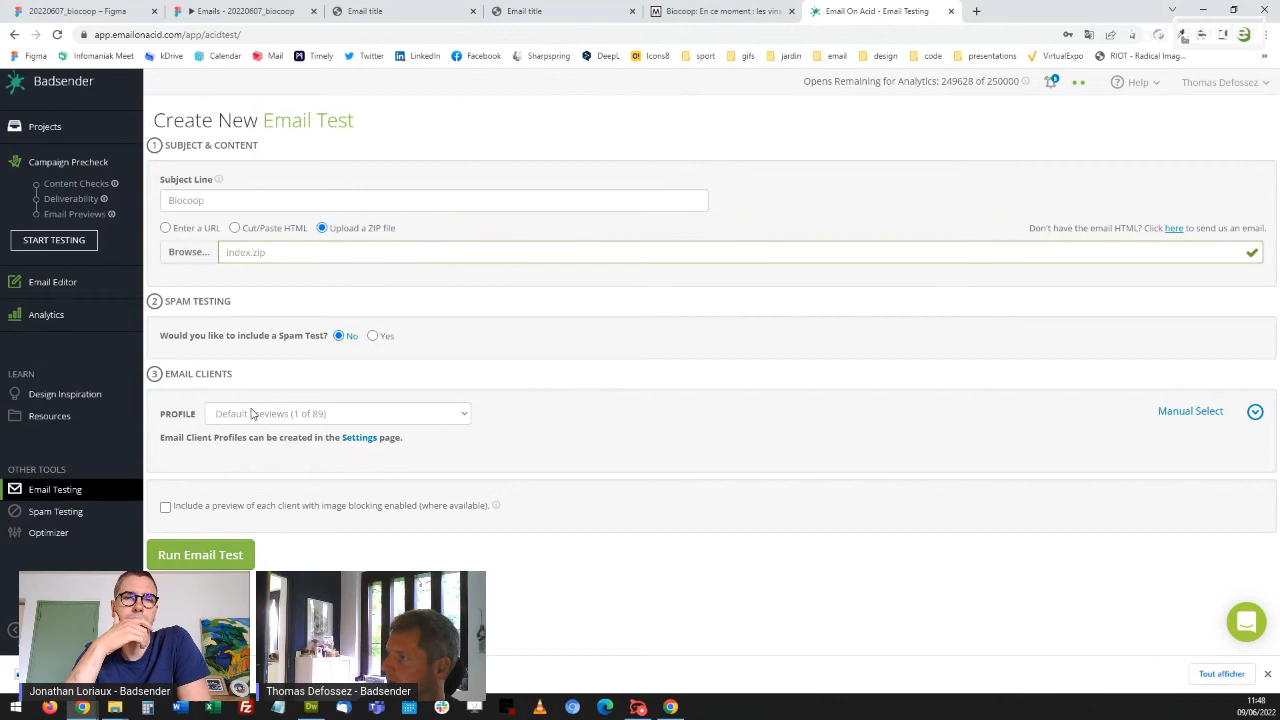 20220607_biocoop – Figma
Emails - 20220607_biocoop
Email title
Email title
Biocoop: En ce moment : les vina
Email On Acid - Email Testing
app.emailonacid.com/app/acidtest/
Figma
Infomaniak
kDrive
Calendar
Mail
Timely
Twitter
LinkedIn
Facebook
Sharpspring
DeepL
Icons8
sport
gifs
jardin
email
design
code
presentations
VirtualExpo
RIOT - Radical Imag...
Badsender
Opens Remaining for Analytics: 249628 of 250000
Help
Thomas Defossez
Projects
Campaign Precheck
Content Checks
Deliverability
Email Previews
START TESTING
Email Editor
Analytics
LEARN
Design Inspiration
Resources
OTHER TOOLS
Email Testing
Spam Testing
Optimizer
Create New Email Test
1 SUBJECT & CONTENT
Subject Line
Biocoop
Enter a URL
Cut/Paste HTML
Upload a ZIP file
Don't have the email HTML? Click here to send us an email.
Browse...
index.zip
2 SPAM TESTING
Would you like to include a Spam Test?
No
Yes
3 EMAIL CLIENTS
PROFILE
Default Previews (1 of 89)
Manual Select
Email Client Profiles can be created in the Settings page.
Include a preview of each client with image blocking enabled (where available).
Run Email Test
Jonathan Loriaux - Badsender
Thomas Defossez - Badsender
Tout afficher
11:48
09/06/2022